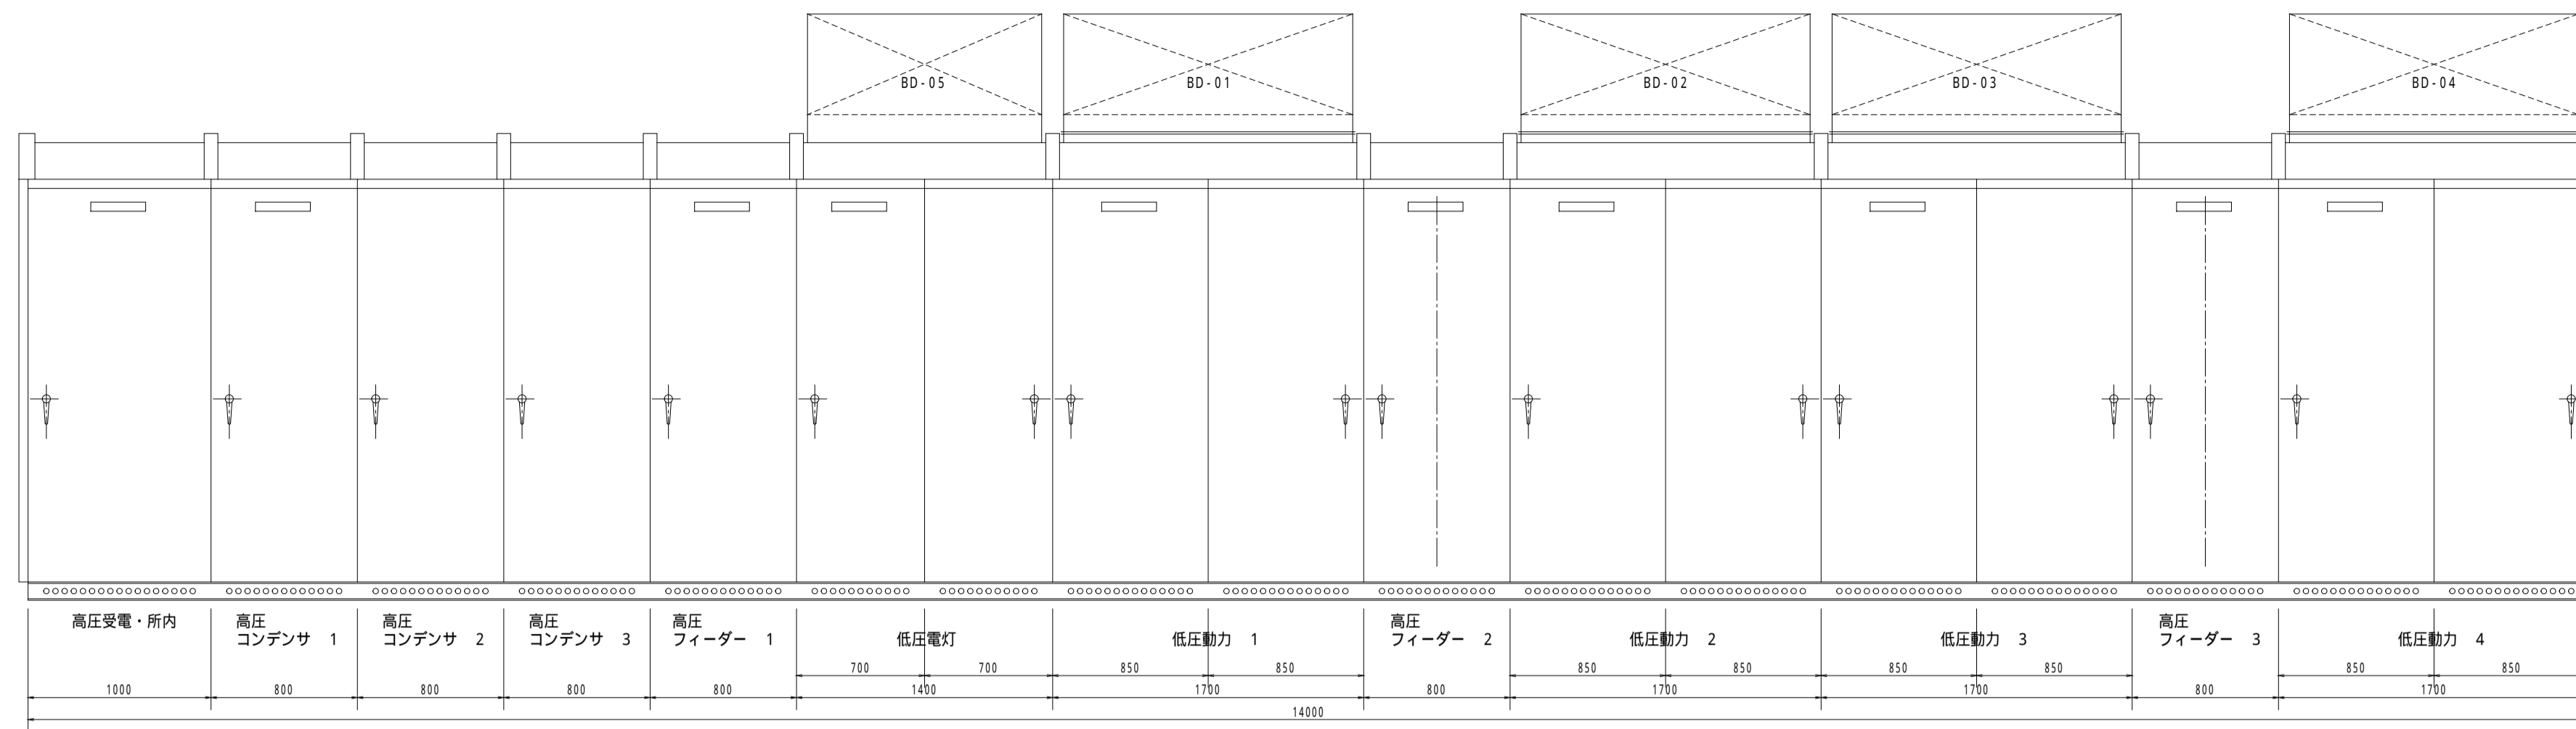 BD-05
BD-01
BD-02
BD-03
BD-04
高圧受電・所内
高圧
コンデンサ 1
高圧
コンデンサ 2
高圧
コンデンサ 3
高圧
フィーダー 1
低圧電灯
低圧動力 1
高圧
フィーダー 2
低圧動力 2
低圧動力 3
高圧
フィーダー 3
低圧動力 4
700
700
850
850
850
850
850
850
850
850
1000
800
800
800
800
1400
1700
800
1700
1700
800
1700
14000